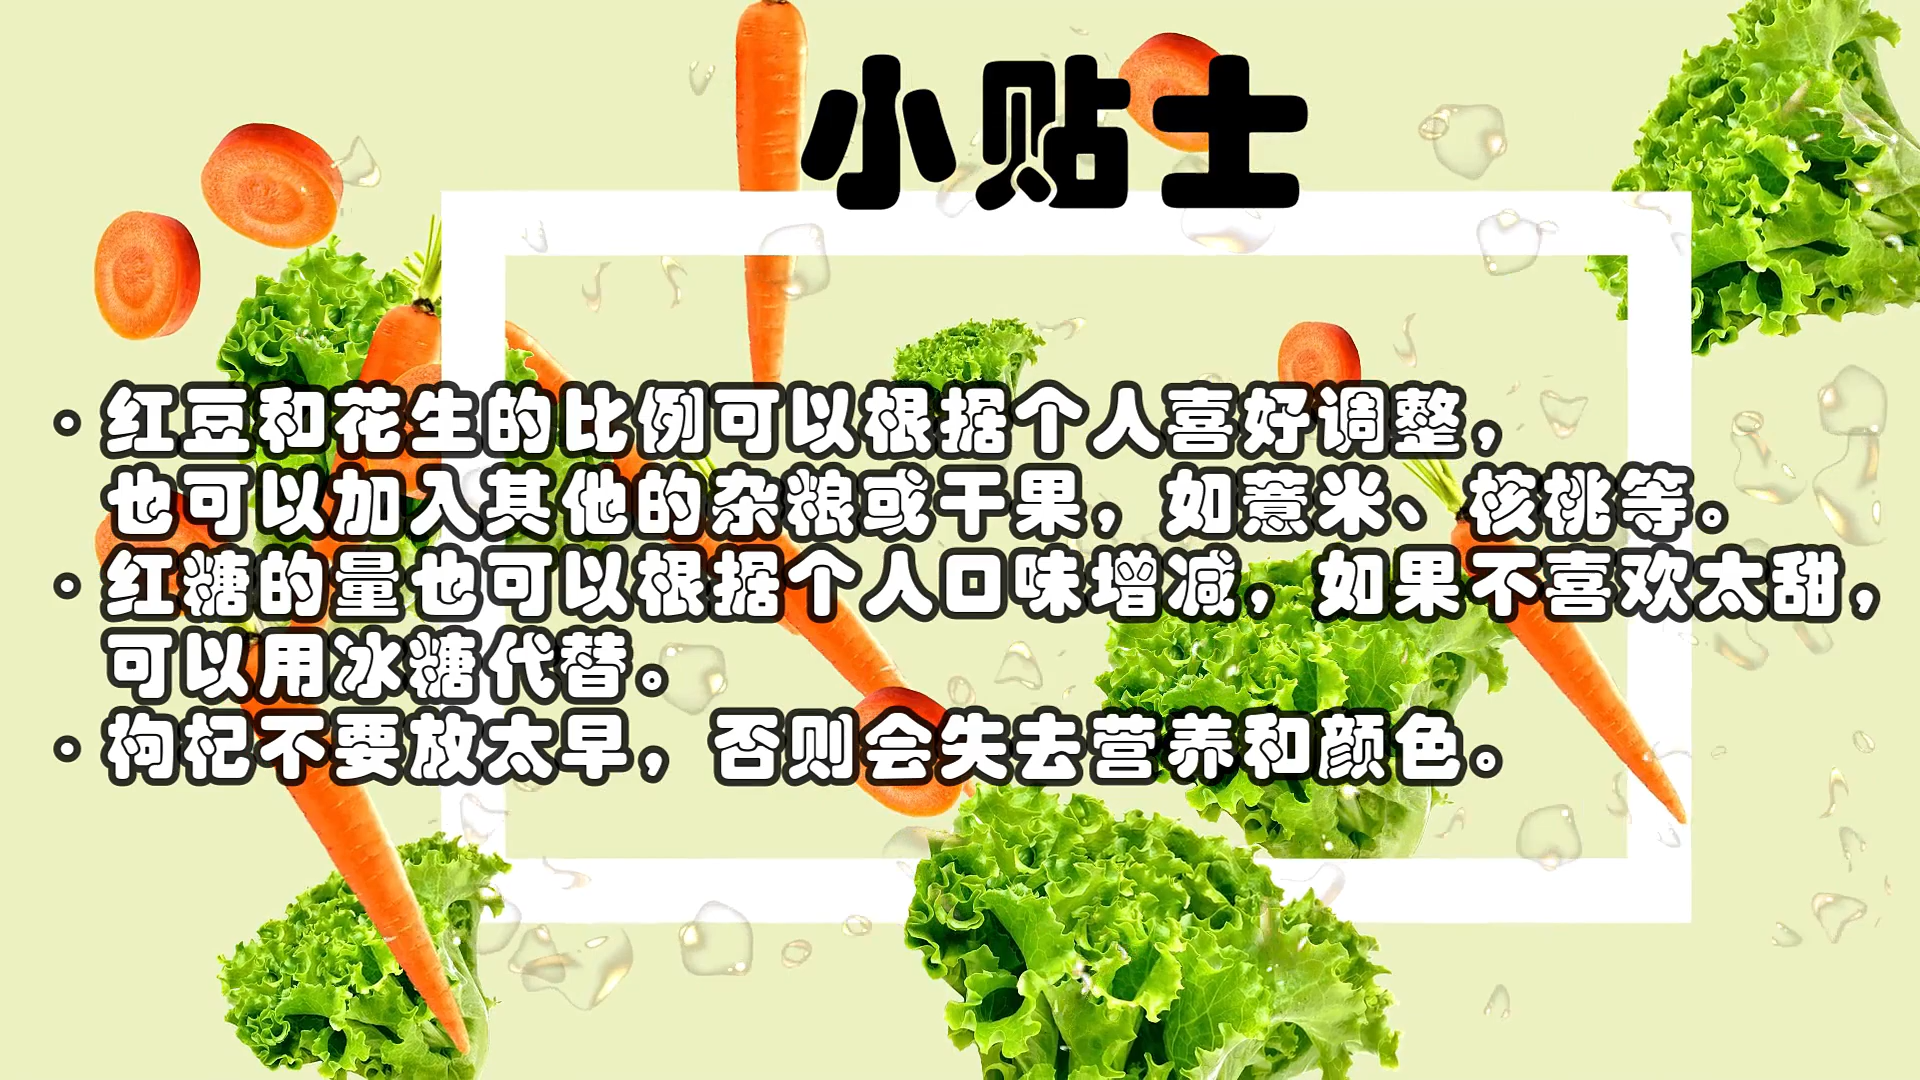 小贴士
· 红豆和花生的比例可以根据个人喜好调整，
也可以加入其他的杂粮或干果，如薏米、核桃等。
· 红糖的量也可以根据个人口味增减，如果不喜欢太甜，
可以用冰糖代替。
· 枸杞不要放太早，否则会失去营养和颜色。